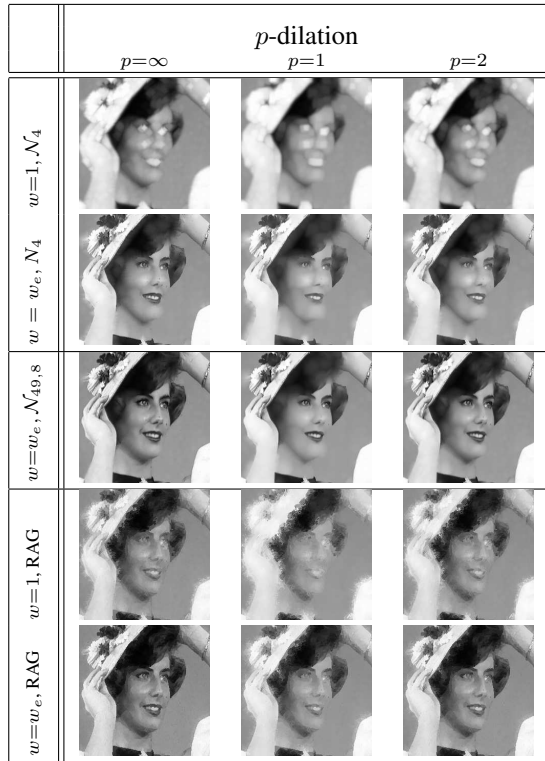 p-dilation
p=∞ p=1 p=2
w=1, 𝒩₄
w = wₑ, N₄
w=wₑ, 𝒩₄₉,₈
w=1, RAG
w=wₑ, RAG